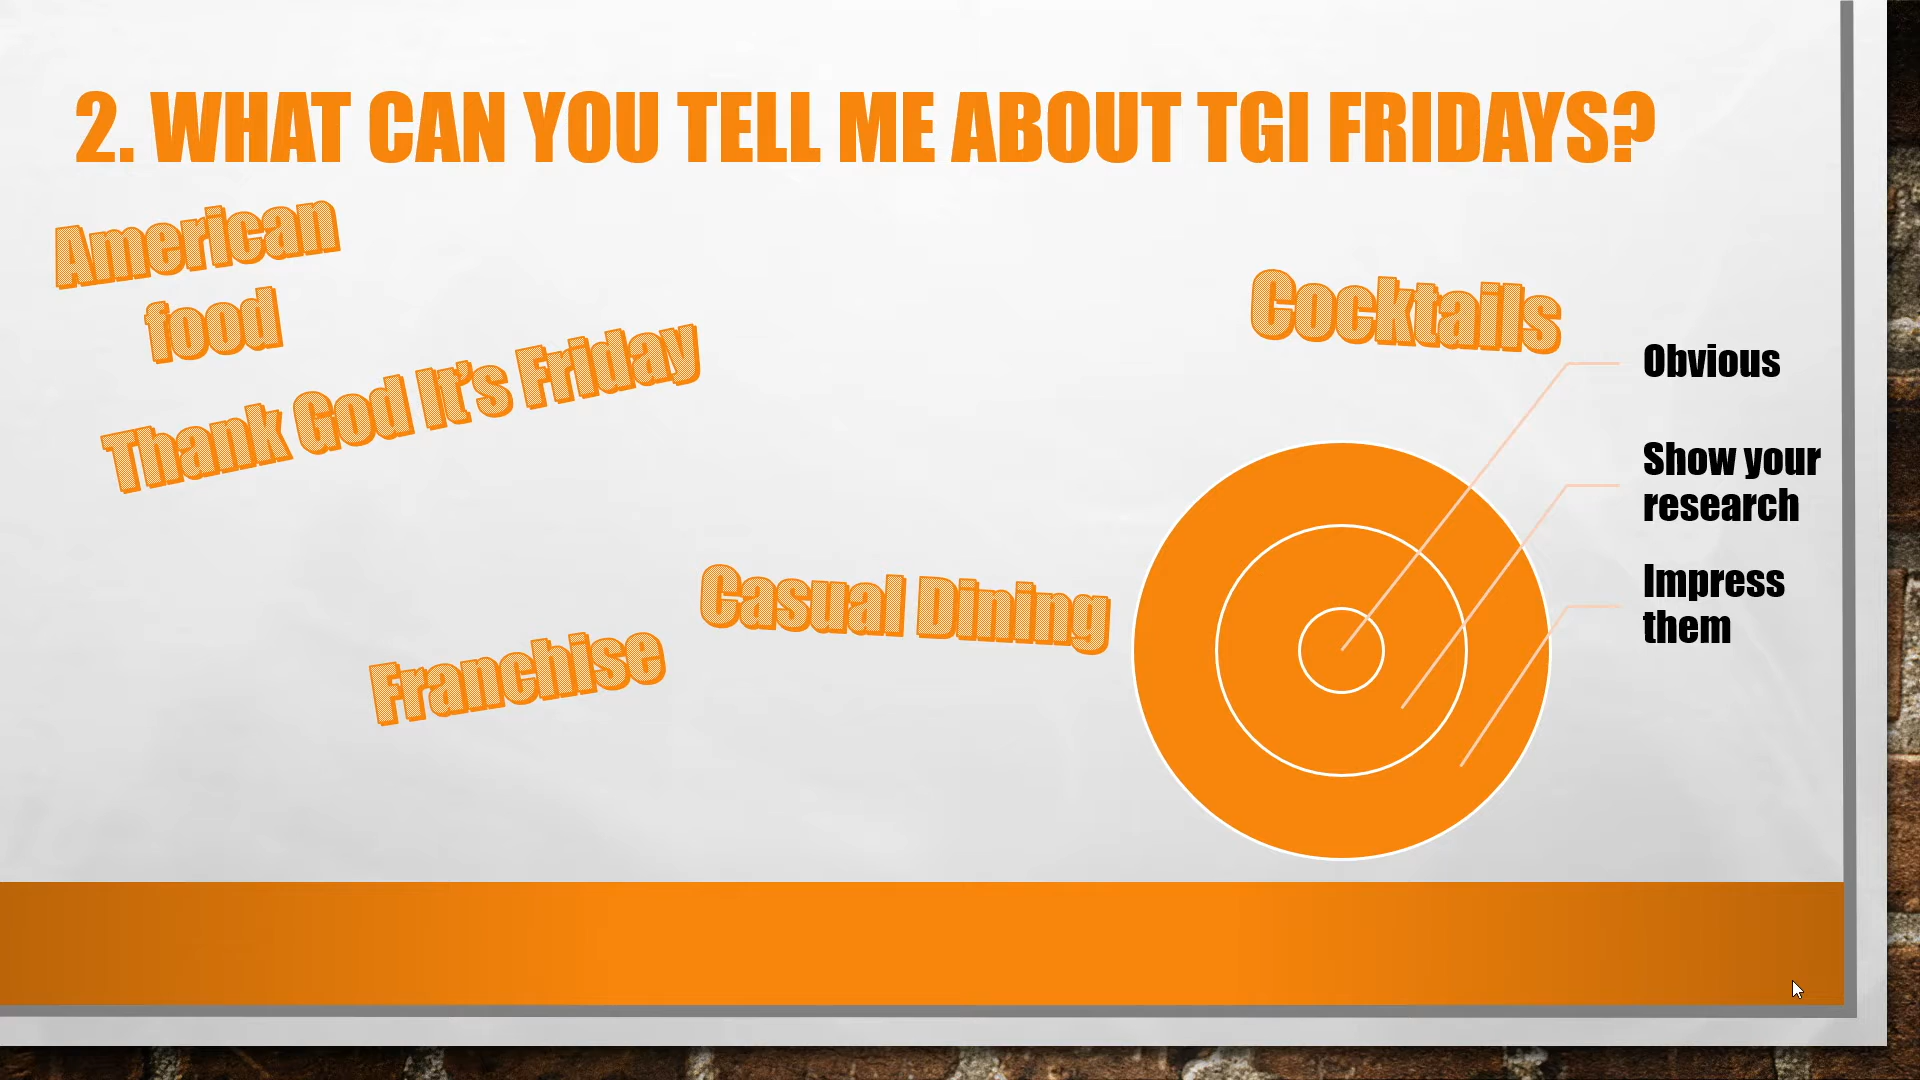 2. WHAT CAN YOU TELL ME ABOUT TGI FRIDAYS?
American
food
Thank God It's Friday
Cocktails
Obvious
Show your
research
Impress
them
Casual Dining
Franchise